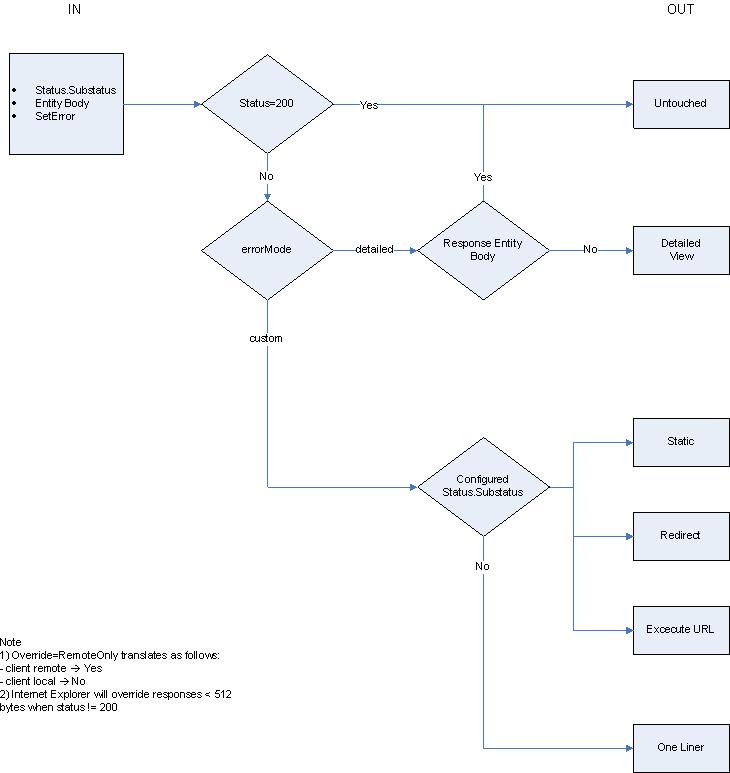 IN
OUT
• Status.Substatus
• Entity Body
• SetError
Status=200
Yes
Untouched
No
Yes
errorMode
detailed
Response Entity
Body
No
Detailed
View
custom
Static
Configured
Status.Substatus
Redirect
No
Excecute URL
Note
1) Override=RemoteOnly translates as follows:
- client remote → Yes
- client local → No
2) Internet Explorer will override responses < 512
bytes when status != 200
One Liner